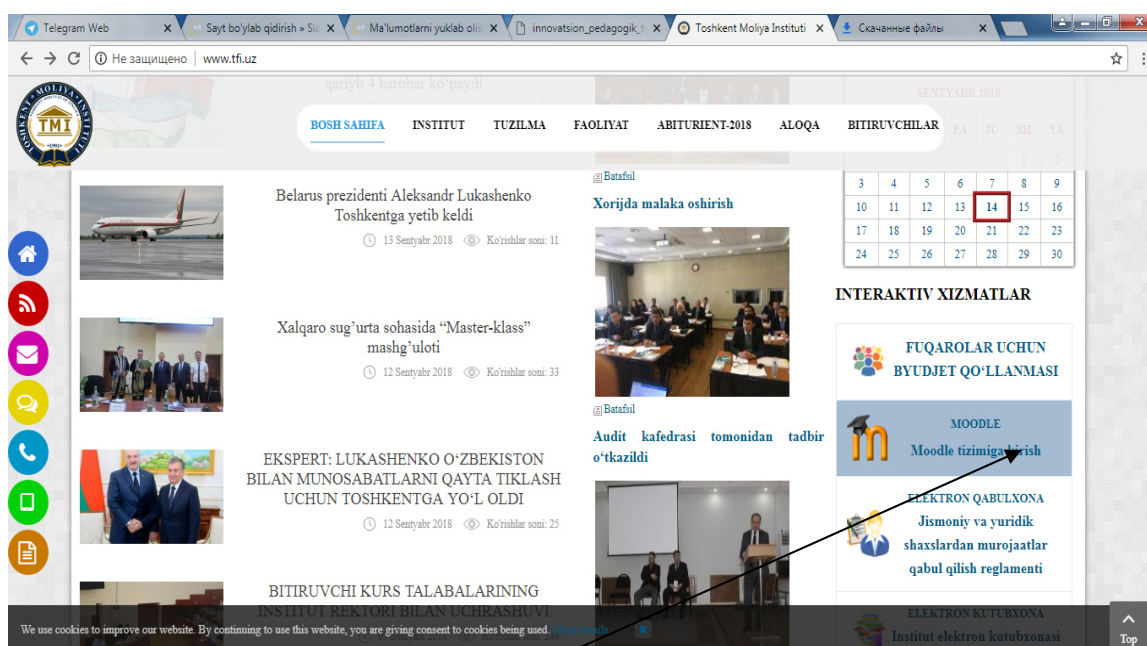 Telegram Web
Sayt bo'ylab qidirish » Sl
Ma'lumotlarni yuklab olis
innovatsion_pedagogik_t
Toshkent Moliya Instituti
Скачанные файлы
Не защищено
www.tfi.uz
qariyb 4 barobar ko'paydi
TOSHKENT MOLIYA INSTITUTI
TMI
•1991•
BOSH SAHIFA
INSTITUT
TUZILMA
FAOLIYAT
ABITURIENT-2018
ALOQA
BITIRUVCHILAR
Belarus prezidenti Aleksandr Lukashenko
Toshkentga yetib keldi
13 Sentyabr 2018 Ko'rishlar soni: 11
Xalqaro sug’urta sohasida “Master-klass”
mashg’uloti
12 Sentyabr 2018 Ko'rishlar soni: 33
EKSPERT: LUKASHENKO O‘ZBEKISTON
BILAN MUNOSABATLARNI QAYTA TIKLASH
UCHUN TOSHKENTGA YO‘L OLDI
12 Sentyabr 2018 Ko'rishlar soni: 25
BITIRUVCHI KURS TALABALARINING
INSTITUT REKTORI BILAN UCHRASHUVI
Batafsil
Xorijda malaka oshirish
Batafsil
Audit kafedrasi tomonidan tadbir
o‘tkazildi
SENTYABR 2018
PA JU SH YA
1 2
3 4 5 6 7 8 9
10 11 12 13 14 15 16
17 18 19 20 21 22 23
24 25 26 27 28 29 30
INTERAKTIV XIZMATLAR
FUQAROLAR UCHUN
BYUDJET QO‘LLANMASI
MOODLE
Moodle tizimiga kirish
ELEKTRON QABULXONA
Jismoniy va yuridik
shaxslardan murojaatlar
qabul qilish reglamenti
ELEKTRON KUTUBXONA
Institut elektron kutubxonasi
We use cookies to improve our website. By continuing to use this website, you are giving consent to cookies being used.
Top